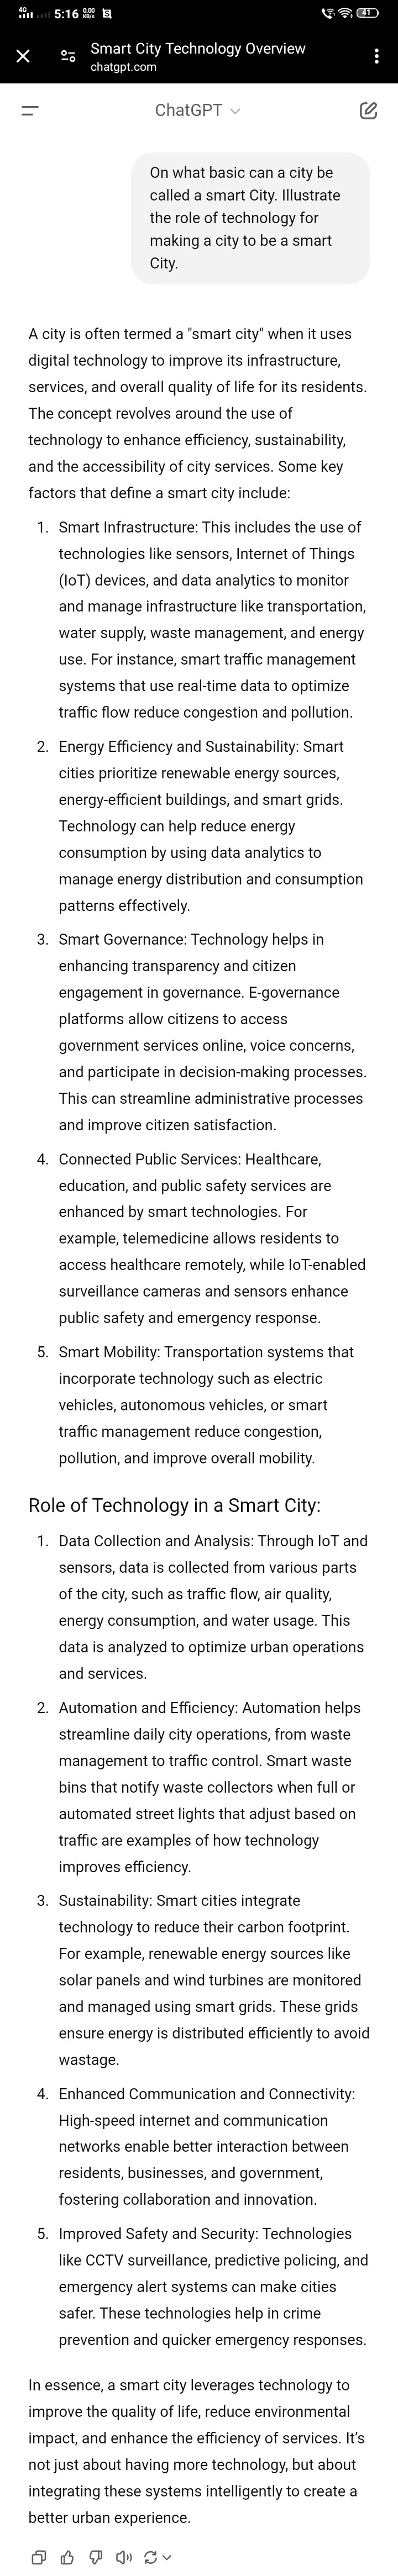 4G 5:16 0.00 KB/s 41
Smart City Technology Overview
chatgpt.com
ChatGPT
On what basic can a city be
called a smart City. Illustrate
the role of technology for
making a city to be a smart
City.
A city is often termed a "smart city" when it uses
digital technology to improve its infrastructure,
services, and overall quality of life for its residents.
The concept revolves around the use of
technology to enhance efficiency, sustainability,
and the accessibility of city services. Some key
factors that define a smart city include:
1. Smart Infrastructure: This includes the use of
technologies like sensors, Internet of Things
(IoT) devices, and data analytics to monitor
and manage infrastructure like transportation,
water supply, waste management, and energy
use. For instance, smart traffic management
systems that use real-time data to optimize
traffic flow reduce congestion and pollution.
2. Energy Efficiency and Sustainability: Smart
cities prioritize renewable energy sources,
energy-efficient buildings, and smart grids.
Technology can help reduce energy
consumption by using data analytics to
manage energy distribution and consumption
patterns effectively.
3. Smart Governance: Technology helps in
enhancing transparency and citizen
engagement in governance. E-governance
platforms allow citizens to access
government services online, voice concerns,
and participate in decision-making processes.
This can streamline administrative processes
and improve citizen satisfaction.
4. Connected Public Services: Healthcare,
education, and public safety services are
enhanced by smart technologies. For
example, telemedicine allows residents to
access healthcare remotely, while IoT-enabled
surveillance cameras and sensors enhance
public safety and emergency response.
5. Smart Mobility: Transportation systems that
incorporate technology such as electric
vehicles, autonomous vehicles, or smart
traffic management reduce congestion,
pollution, and improve overall mobility.
Role of Technology in a Smart City:
1. Data Collection and Analysis: Through IoT and
sensors, data is collected from various parts
of the city, such as traffic flow, air quality,
energy consumption, and water usage. This
data is analyzed to optimize urban operations
and services.
2. Automation and Efficiency: Automation helps
streamline daily city operations, from waste
management to traffic control. Smart waste
bins that notify waste collectors when full or
automated street lights that adjust based on
traffic are examples of how technology
improves efficiency.
3. Sustainability: Smart cities integrate
technology to reduce their carbon footprint.
For example, renewable energy sources like
solar panels and wind turbines are monitored
and managed using smart grids. These grids
ensure energy is distributed efficiently to avoid
wastage.
4. Enhanced Communication and Connectivity:
High-speed internet and communication
networks enable better interaction between
residents, businesses, and government,
fostering collaboration and innovation.
5. Improved Safety and Security: Technologies
like CCTV surveillance, predictive policing, and
emergency alert systems can make cities
safer. These technologies help in crime
prevention and quicker emergency responses.
In essence, a smart city leverages technology to
improve the quality of life, reduce environmental
impact, and enhance the efficiency of services. It’s
not just about having more technology, but about
integrating these systems intelligently to create a
better urban experience.